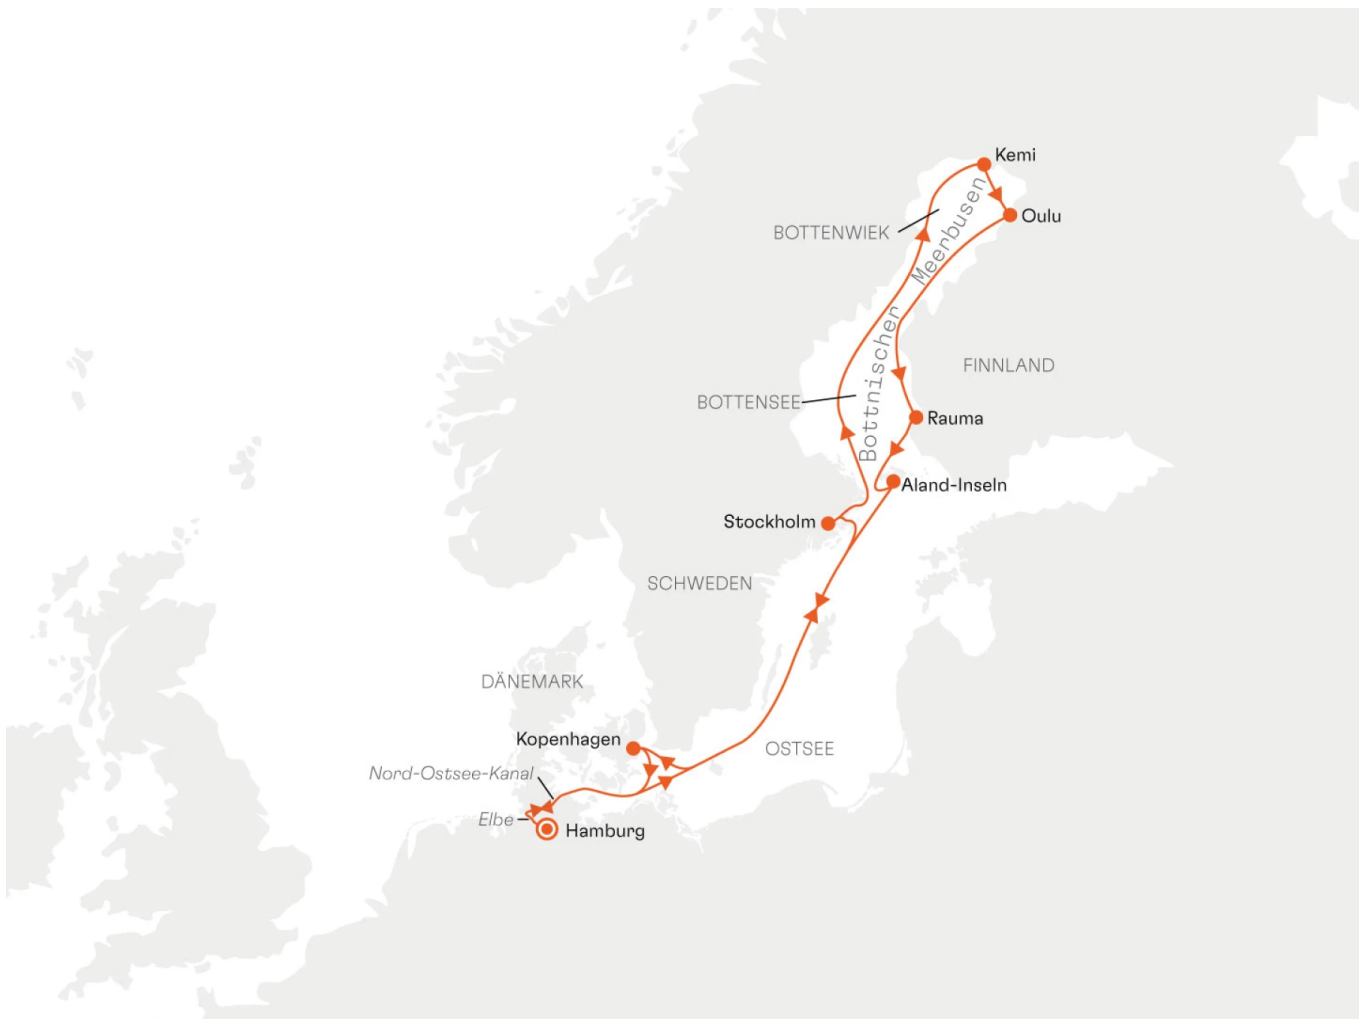 Kemi
Oulu
BOTTENWIEK
Bottnischer Meerbusen
FINNLAND
BOTTENSEE
Rauma
Aland-Inseln
Stockholm
SCHWEDEN
DÄNEMARK
Kopenhagen
OSTSEE
Nord-Ostsee-Kanal
Elbe
Hamburg